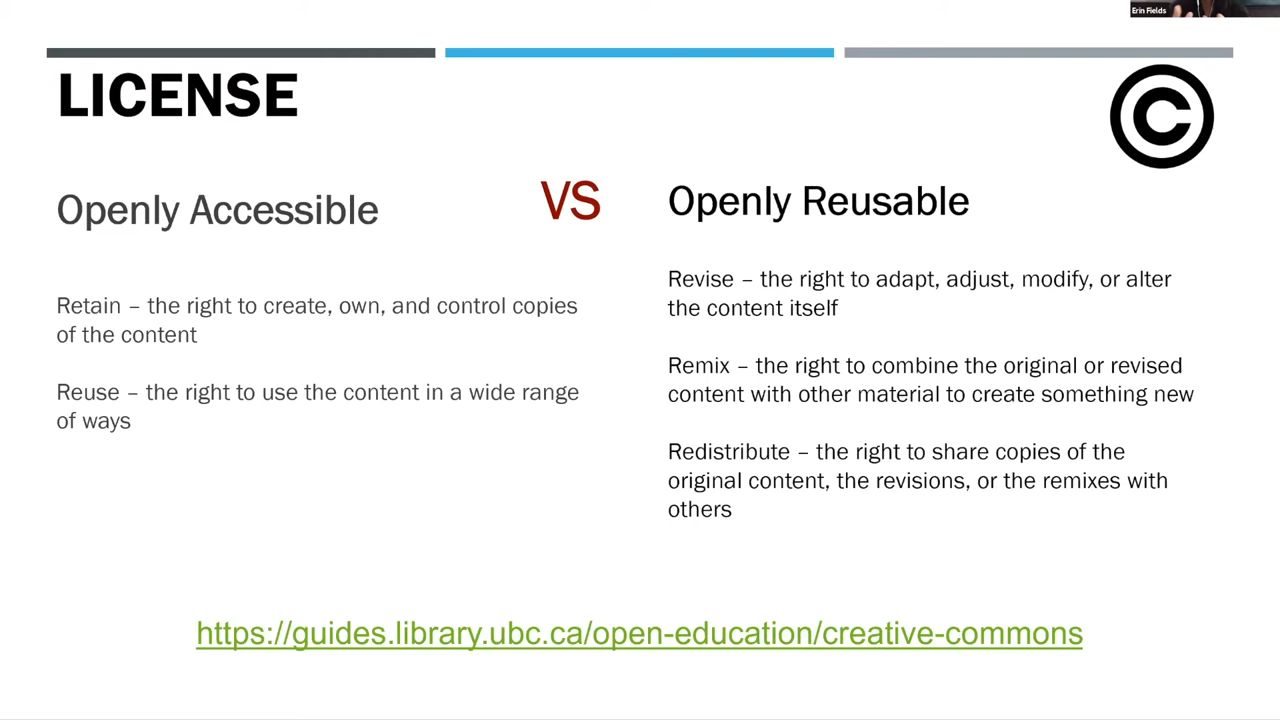 Erin Fields
LICENSE
©
Openly Accessible
VS
Openly Reusable
Retain – the right to create, own, and control copies
of the content
Reuse – the right to use the content in a wide range
of ways
Revise – the right to adapt, adjust, modify, or alter
the content itself
Remix – the right to combine the original or revised
content with other material to create something new
Redistribute – the right to share copies of the
original content, the revisions, or the remixes with
others
https://guides.library.ubc.ca/open-education/creative-commons